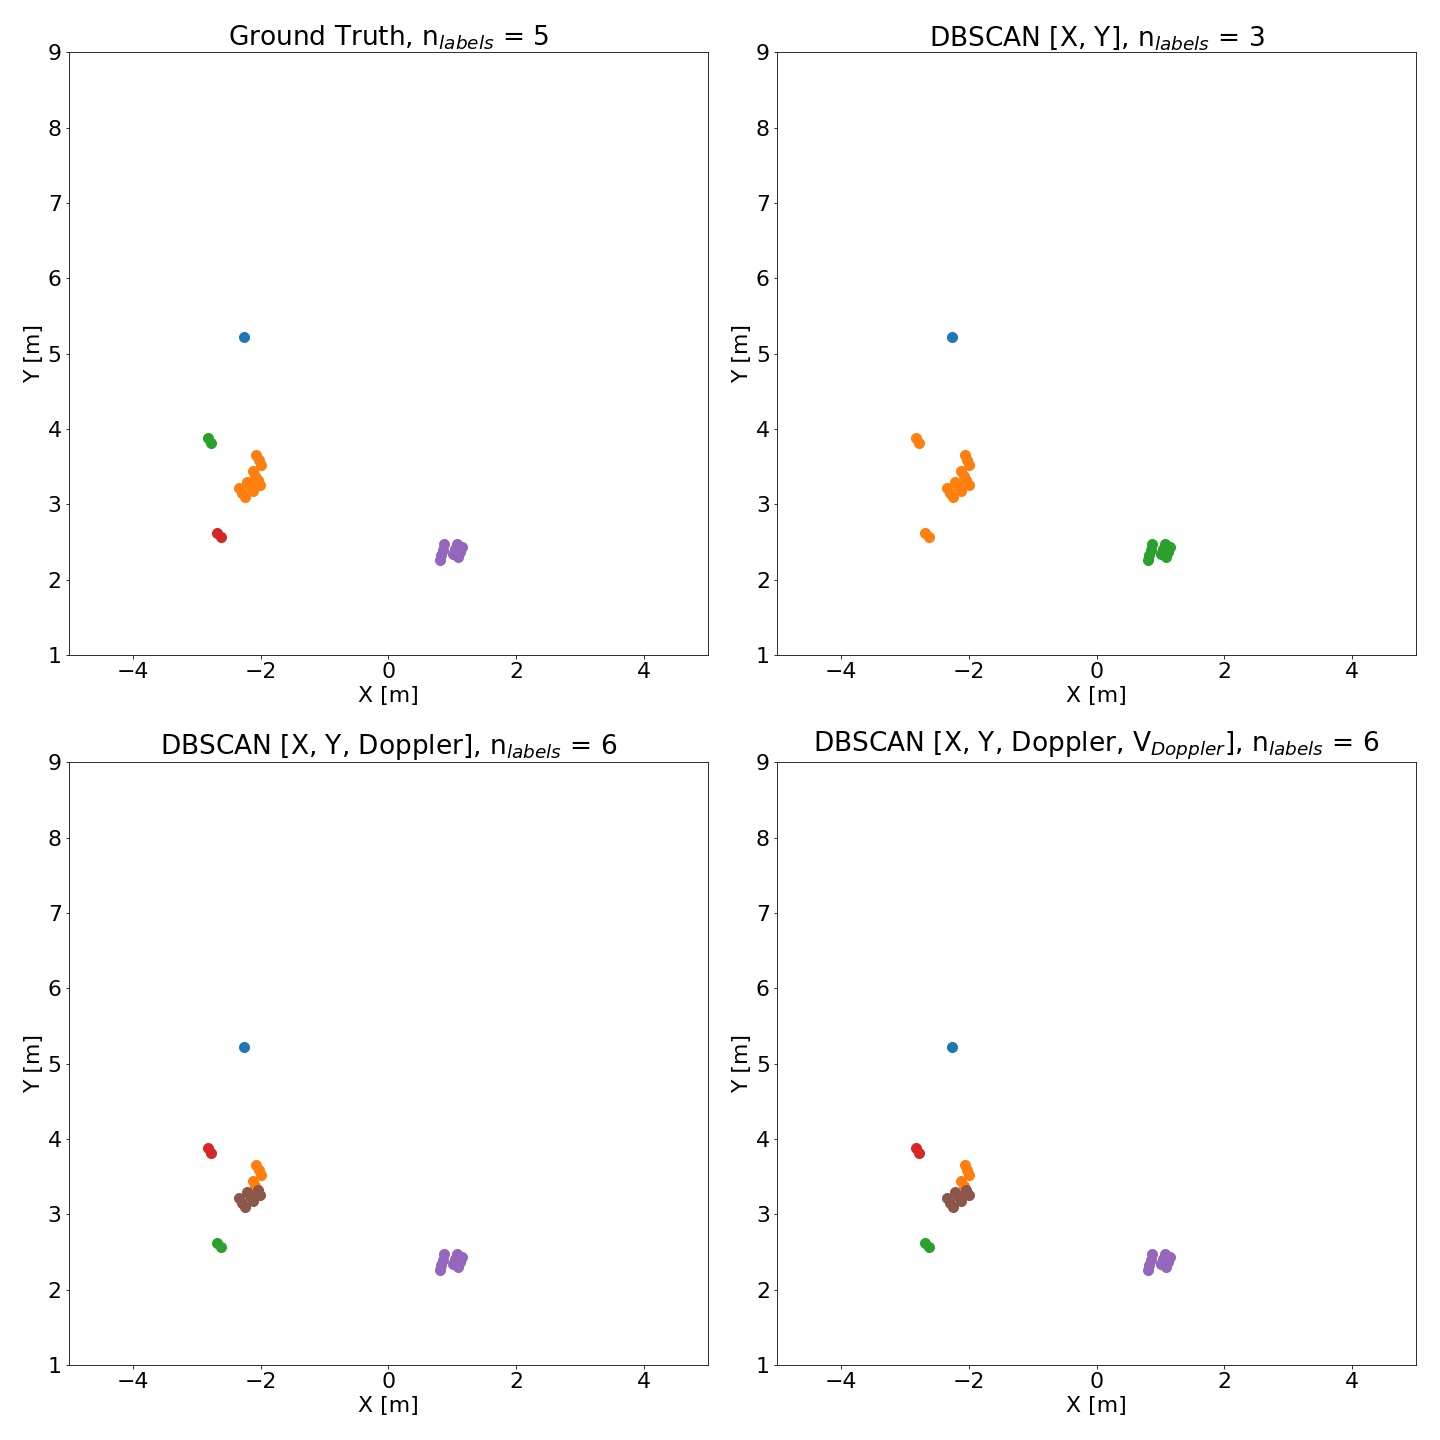 Ground Truth, n_labels = 5
9
8
7
6
5
4
3
2
1
Y [m]
−4 −2 0 2 4
X [m]
DBSCAN [X, Y], n_labels = 3
9
8
7
6
5
4
3
2
1
Y [m]
−4 −2 0 2 4
X [m]
DBSCAN [X, Y, Doppler], n_labels = 6
9
8
7
6
5
4
3
2
1
Y [m]
−4 −2 0 2 4
X [m]
DBSCAN [X, Y, Doppler, V_Doppler], n_labels = 6
9
8
7
6
5
4
3
2
1
Y [m]
−4 −2 0 2 4
X [m]